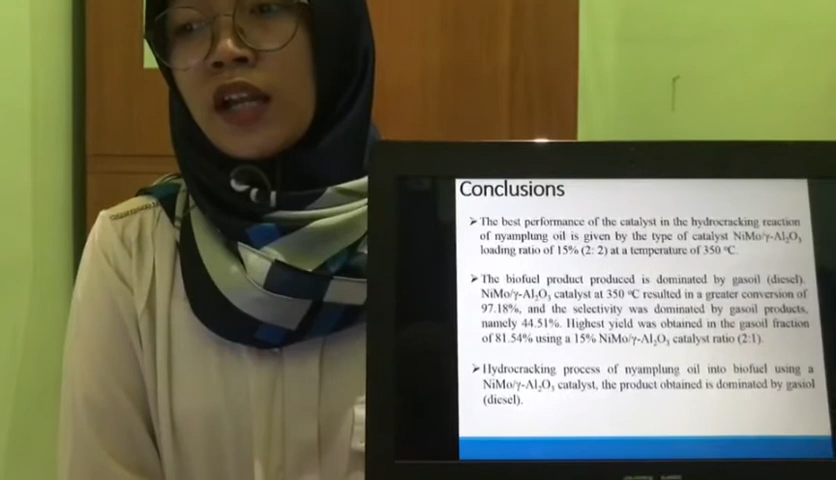 Conclusions
➤The best performance of the catalyst in the hydrocracking reaction
of nyamplung oil is given by the type of catalyst NiMo/γ-Al₂O₃
loading ratio of 15% (2: 2) at a temperature of 350 ℃.
➤The biofuel product produced is dominated by gasoil (diesel).
NiMo/γ-Al₂O₃ catalyst at 350 ℃ resulted in a greater conversion of
97.18%, and the selectivity was dominated by gasoil products,
namely 44.51%. Highest yield was obtained in the gasoil fraction
of 81.54% using a 15% NiMo/γ-Al₂O₃ catalyst ratio (2:1).
➤Hydrocracking process of nyamplung oil into biofuel using a
NiMo/γ-Al₂O₃ catalyst, the product obtained is dominated by gasiol
(diesel).